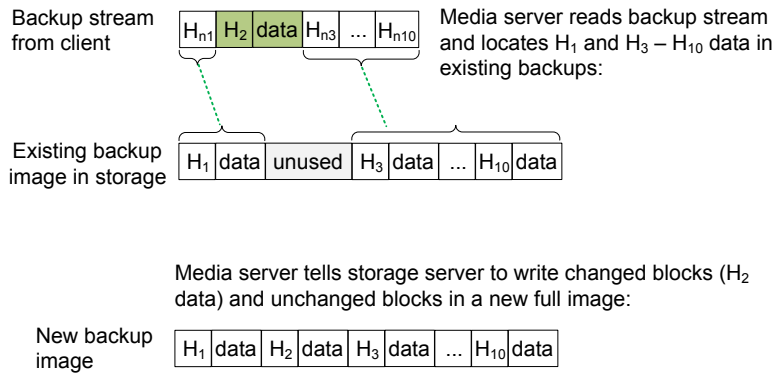 Backup stream
from client
H₍n1₎ H₂ data H₍n3₎ ... H₍n10₎
Media server reads backup stream
and locates H₁ and H₃ – H₁₀ data in
existing backups:
Existing backup
image in storage
H₁ data unused H₃ data ... H₁₀ data
Media server tells storage server to write changed blocks (H₂
data) and unchanged blocks in a new full image:
New backup
image
H₁ data H₂ data H₃ data ... H₁₀ data